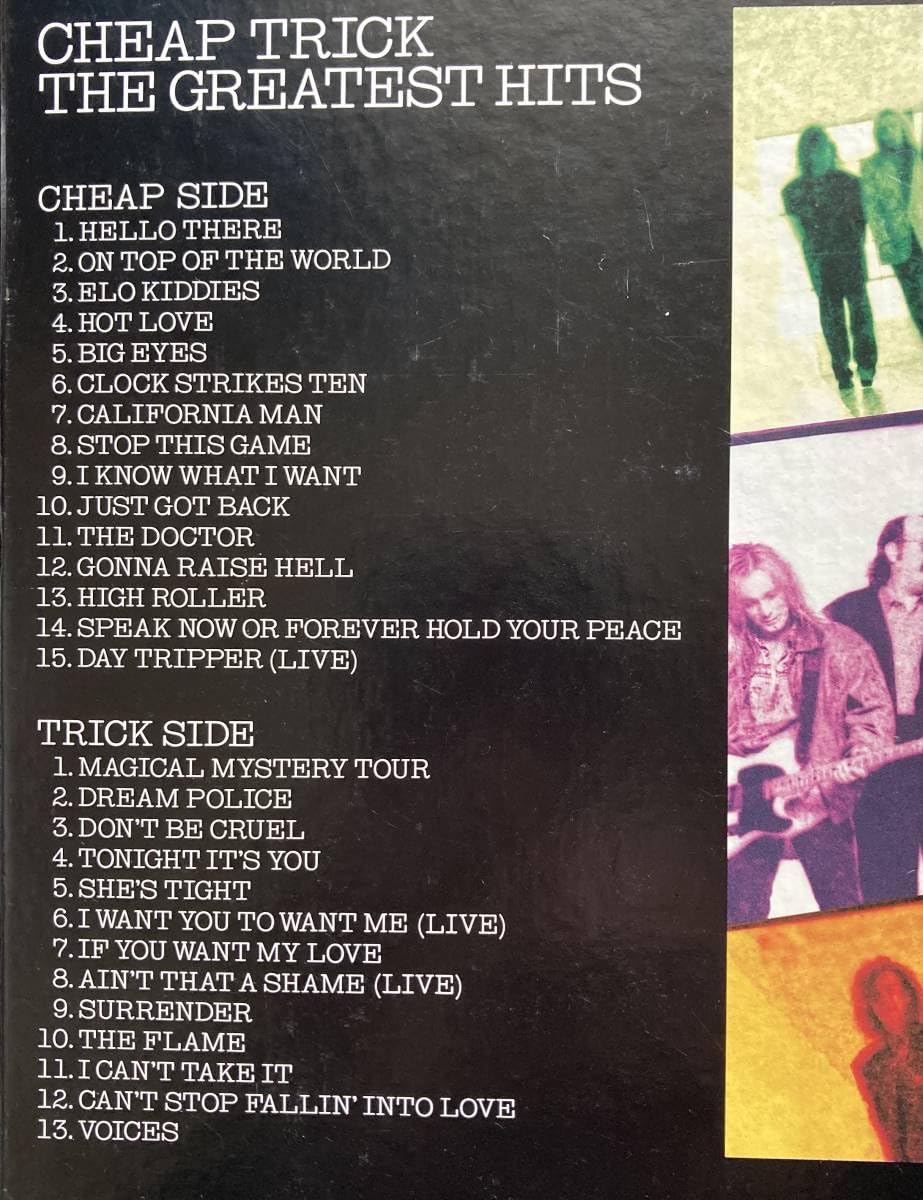 CHEAP TRICK
THE GREATEST HITS
CHEAP SIDE
1. HELLO THERE
2. ON TOP OF THE WORLD
3. ELO KIDDIES
4. HOT LOVE
5. BIG EYES
6. CLOCK STRIKES TEN
7. CALIFORNIA MAN
8. STOP THIS GAME
9. I KNOW WHAT I WANT
10. JUST GOT BACK
11. THE DOCTOR
12. GONNA RAISE HELL
13. HIGH ROLLER
14. SPEAK NOW OR FOREVER HOLD YOUR PEACE
15. DAY TRIPPER (LIVE)
TRICK SIDE
1. MAGICAL MYSTERY TOUR
2. DREAM POLICE
3. DON'T BE CRUEL
4. TONIGHT IT'S YOU
5. SHE'S TIGHT
6. I WANT YOU TO WANT ME (LIVE)
7. IF YOU WANT MY LOVE
8. AIN'T THAT A SHAME (LIVE)
9. SURRENDER
10. THE FLAME
11. I CAN'T TAKE IT
12. CAN'T STOP FALLIN' INTO LOVE
13. VOICES